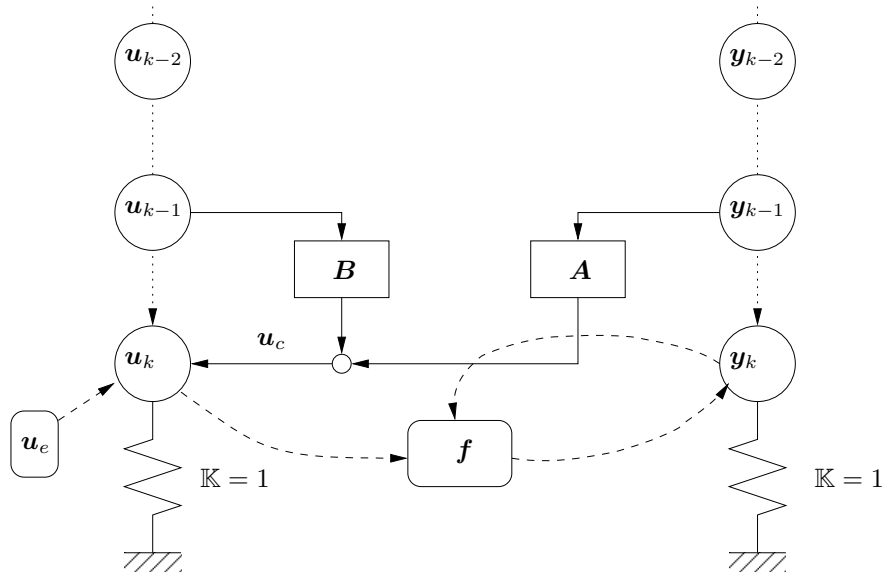 u_{k−2}
y_{k−2}
u_{k−1}
y_{k−1}
B
A
u_c
u_k
y_k
u_e
f
𝕂 = 1
𝕂 = 1